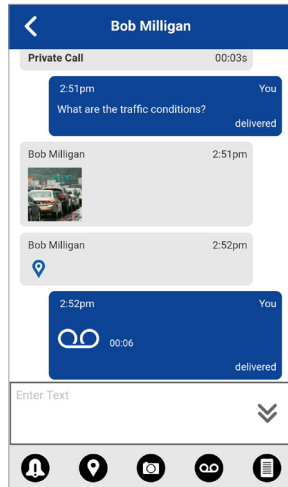 Bob Milligan
Private Call 00:03s
2:51pm You
What are the traffic conditions?
delivered
Bob Milligan 2:51pm
Bob Milligan 2:52pm
2:52pm You
00:06
delivered
Enter Text